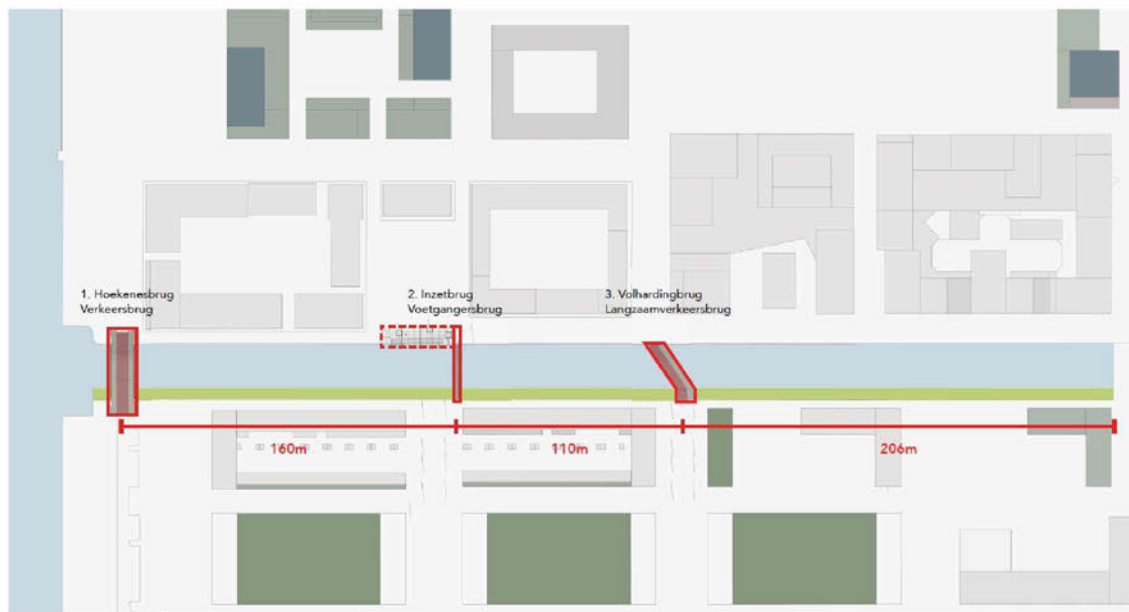 1. Hoekenesbrug
Verkeersbrug
2. Inzetbrug
Voetgangersbrug
3. Volhardingbrug
Langzaamverkeersbrug
160m
110m
206m